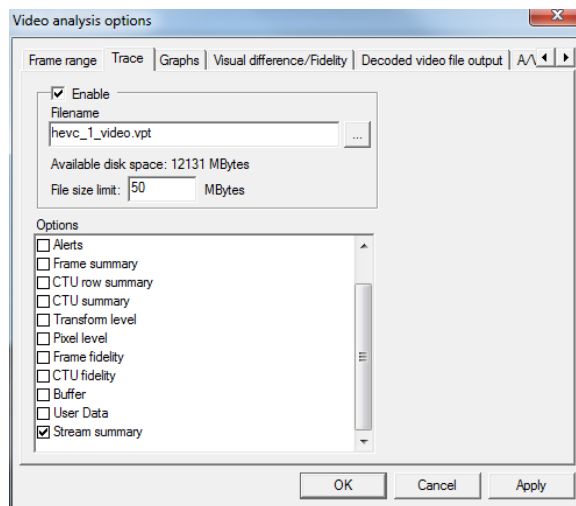 Video analysis options
Frame range Trace Graphs Visual difference/Fidelity Decoded video file output
Enable
Filename
hevc_1_video.vpt
...
Available disk space: 12131 MBytes
File size limit: 50 MBytes
Options
Alerts
Frame summary
CTU row summary
CTU summary
Transform level
Pixel level
Frame fidelity
CTU fidelity
Buffer
User Data
Stream summary
OK Cancel Apply